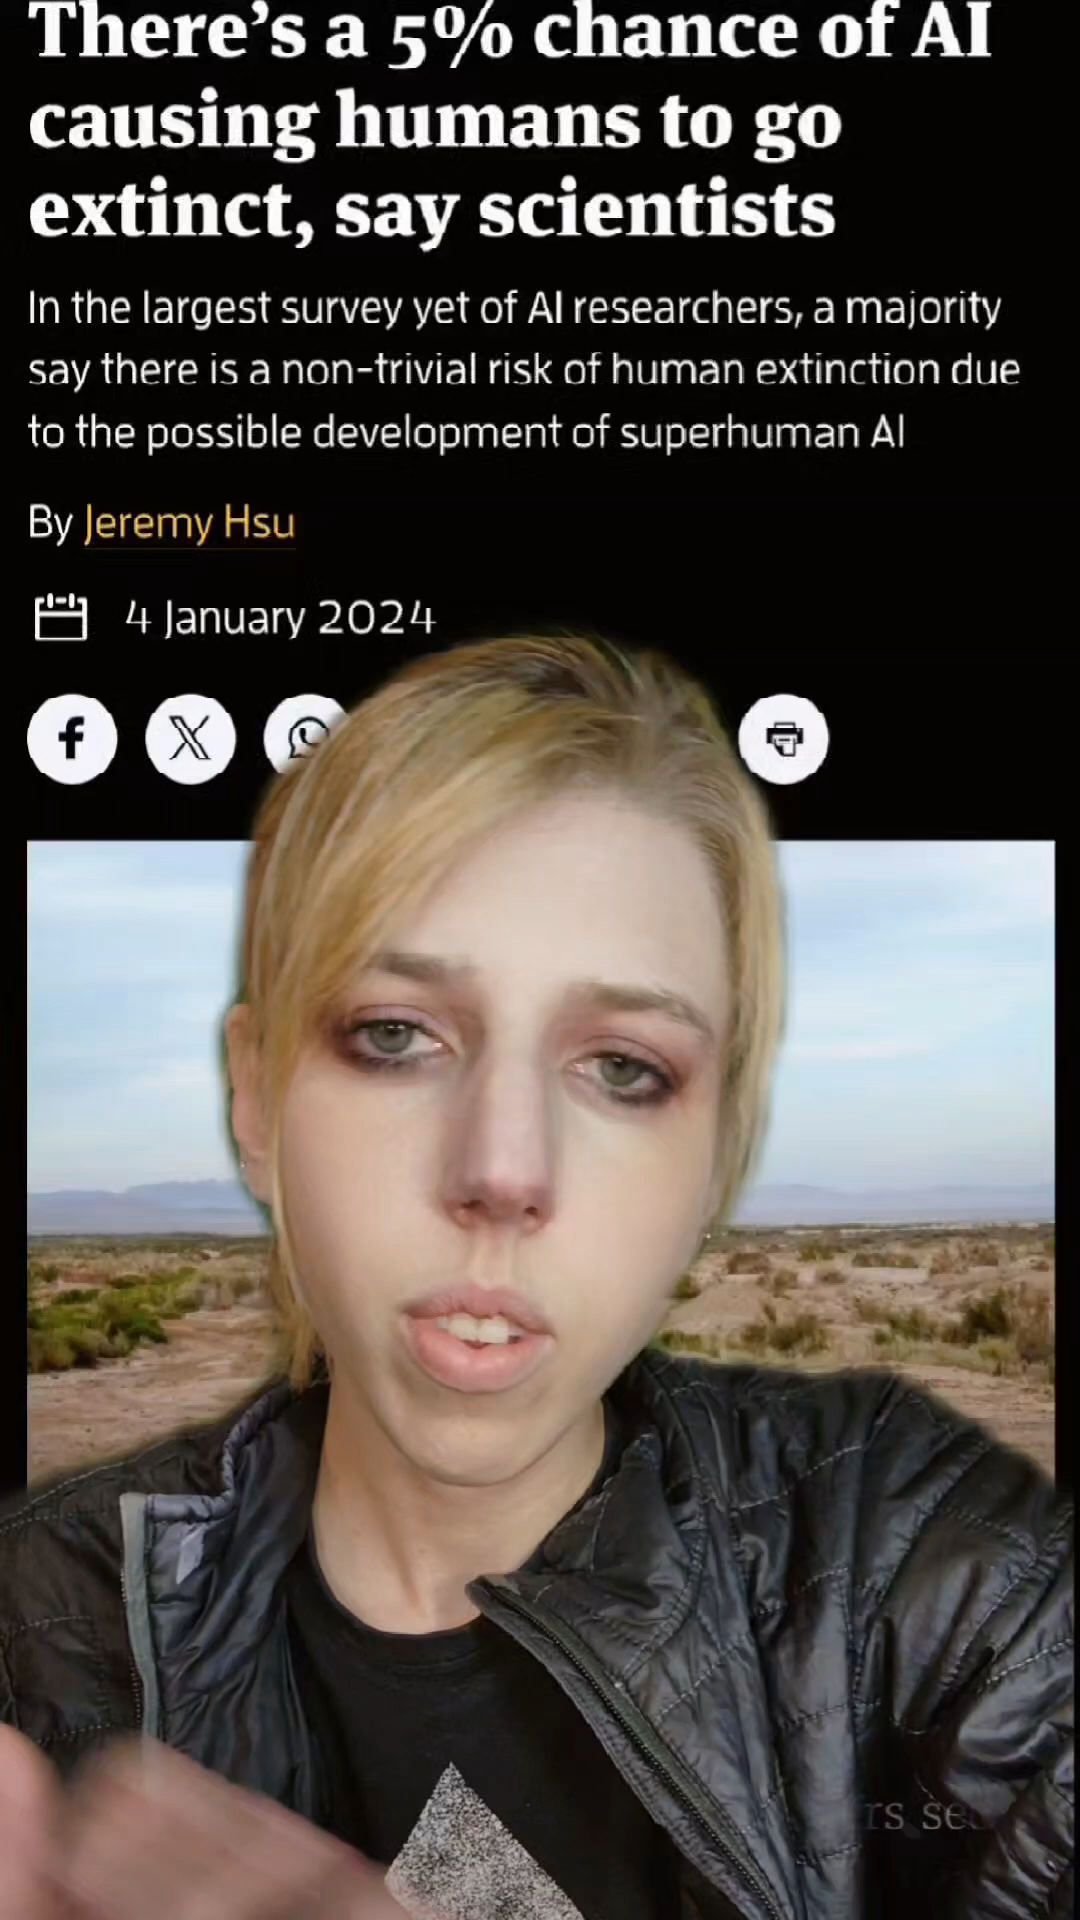 There's a 5% chance of AI
causing humans to go
extinct, say scientists
In the largest survey yet of AI researchers, a majority
say there is a non-trivial risk of human extinction due
to the possible development of superhuman AI
By Jeremy Hsu
4 January 2024